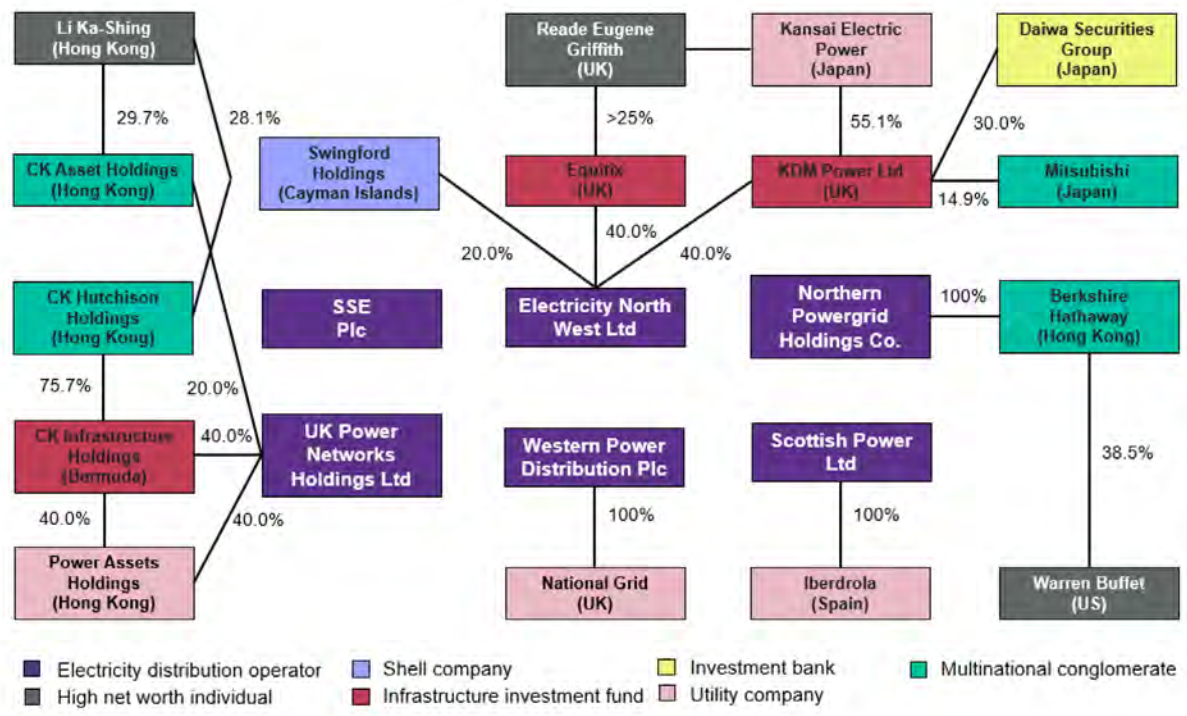 Li Ka-Shing
(Hong Kong)
Reade Eugene
Griffith
(UK)
Kansai Electric
Power
(Japan)
Daiwa Securities
Group
(Japan)
29.7%
28.1%
>25%
55.1%
30.0%
CK Asset Holdings
(Hong Kong)
Swingford
Holdings
(Cayman Islands)
Equitix
(UK)
KDM Power Ltd
(UK)
Mitsubishi
(Japan)
14.9%
20.0%
40.0%
40.0%
CK Hutchison
Holdings
(Hong Kong)
SSE
Plc
Electricity North
West Ltd
Northern
Powergrid
Holdings Co.
100%
Berkshire
Hathaway
(Hong Kong)
75.7%
20.0%
CK Infrastructure
Holdings
(Bermuda)
40.0%
UK Power
Networks
Holdings Ltd
Western Power
Distribution Plc
Scottish Power
Ltd
38.5%
40.0%
40.0%
100%
100%
Power Assets
Holdings
(Hong Kong)
National Grid
(UK)
Iberdrola
(Spain)
Warren Buffet
(US)
Electricity distribution operator
Shell company
Investment bank
Multinational conglomerate
High net worth individual
Infrastructure investment fund
Utility company